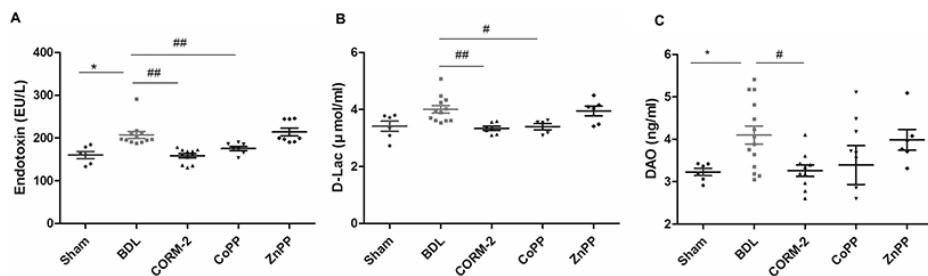 A
Endotoxin (EU/L)
400
300
200
100
0
*
##
##
Sham
BDL
CORM-2
CoPP
ZnPP
B
D-Lac (μ mol/ml)
8
6
4
2
0
#
##
Sham
BDL
CORM-2
CoPP
ZnPP
C
DAO (ng/ml)
6
5
4
3
2
*
#
Sham
BDL
CORM-2
CoPP
ZnPP